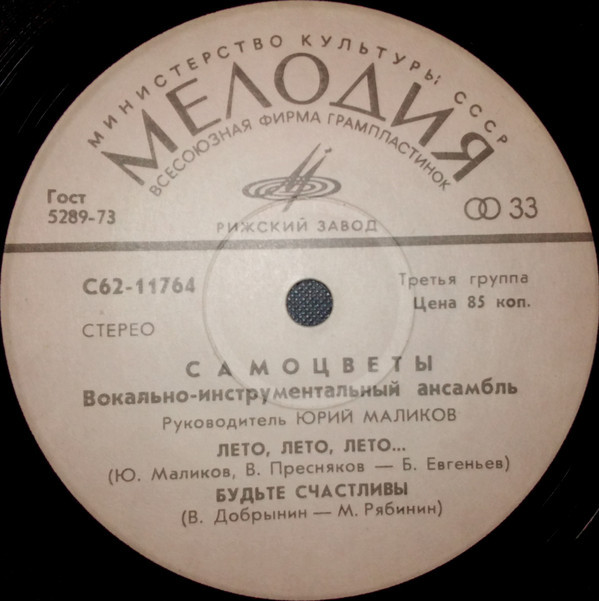 МИНИСТЕРСТВО КУЛЬТУРЫ СССР
МЕЛОДИЯ
ВСЕСОЮЗНАЯ ФИРМА ГРАМПЛАСТИНОК
Гост
5289-73
33
РИЖСКИЙ ЗАВОД
С62-11764
Третья группа
Цена 85 коп.
СТЕРЕО
САМОЦВЕТЫ
Вокально-инструментальный ансамбль
Руководитель ЮРИЙ МАЛИКОВ
ЛЕТО, ЛЕТО, ЛЕТО...
(Ю. Маликов, В. Пресняков — Б. Евгеньев)
БУДЬТЕ СЧАСТЛИВЫ
(В. Добрынин — М. Рябинин)